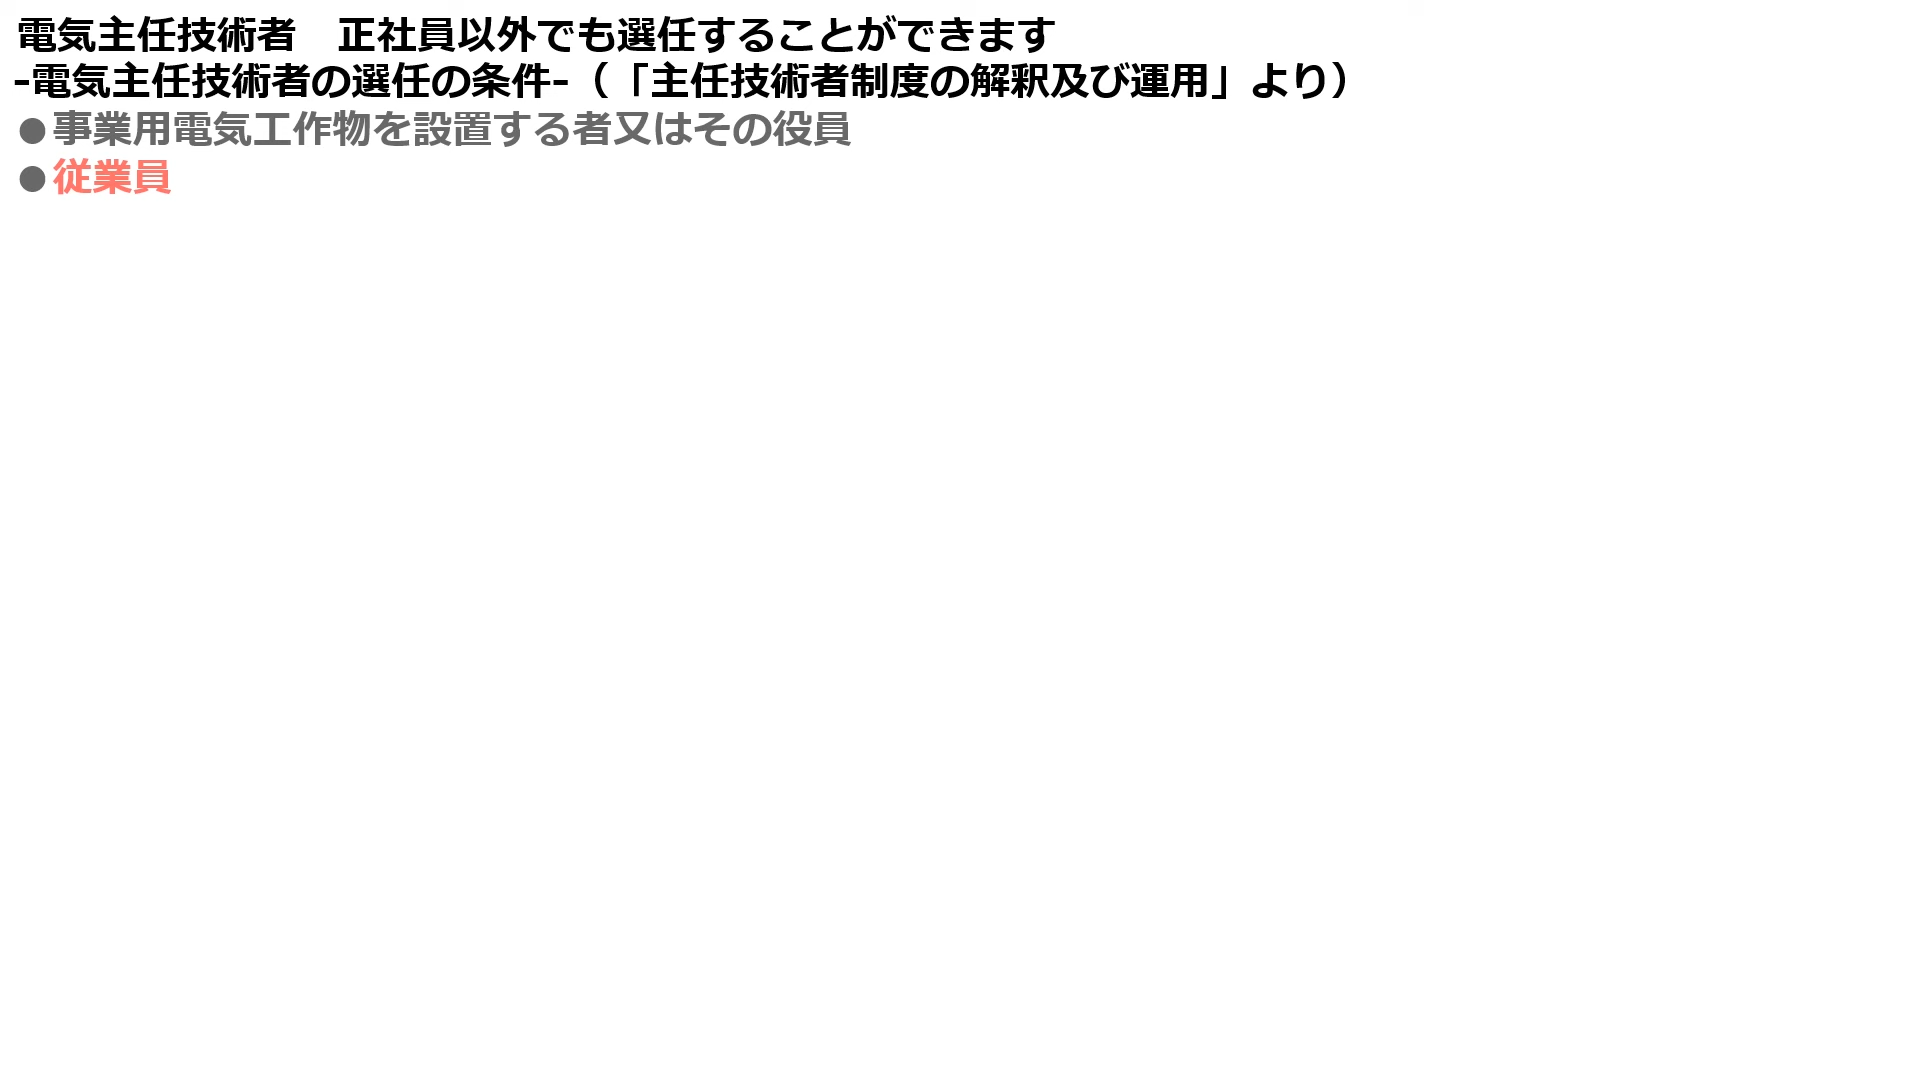 電気主任技術者　正社員以外でも選任することができます
-電気主任技術者の選任の条件-（「主任技術者制度の解釈及び運用」より）
●事業用電気工作物を設置する者又はその役員
●従業員